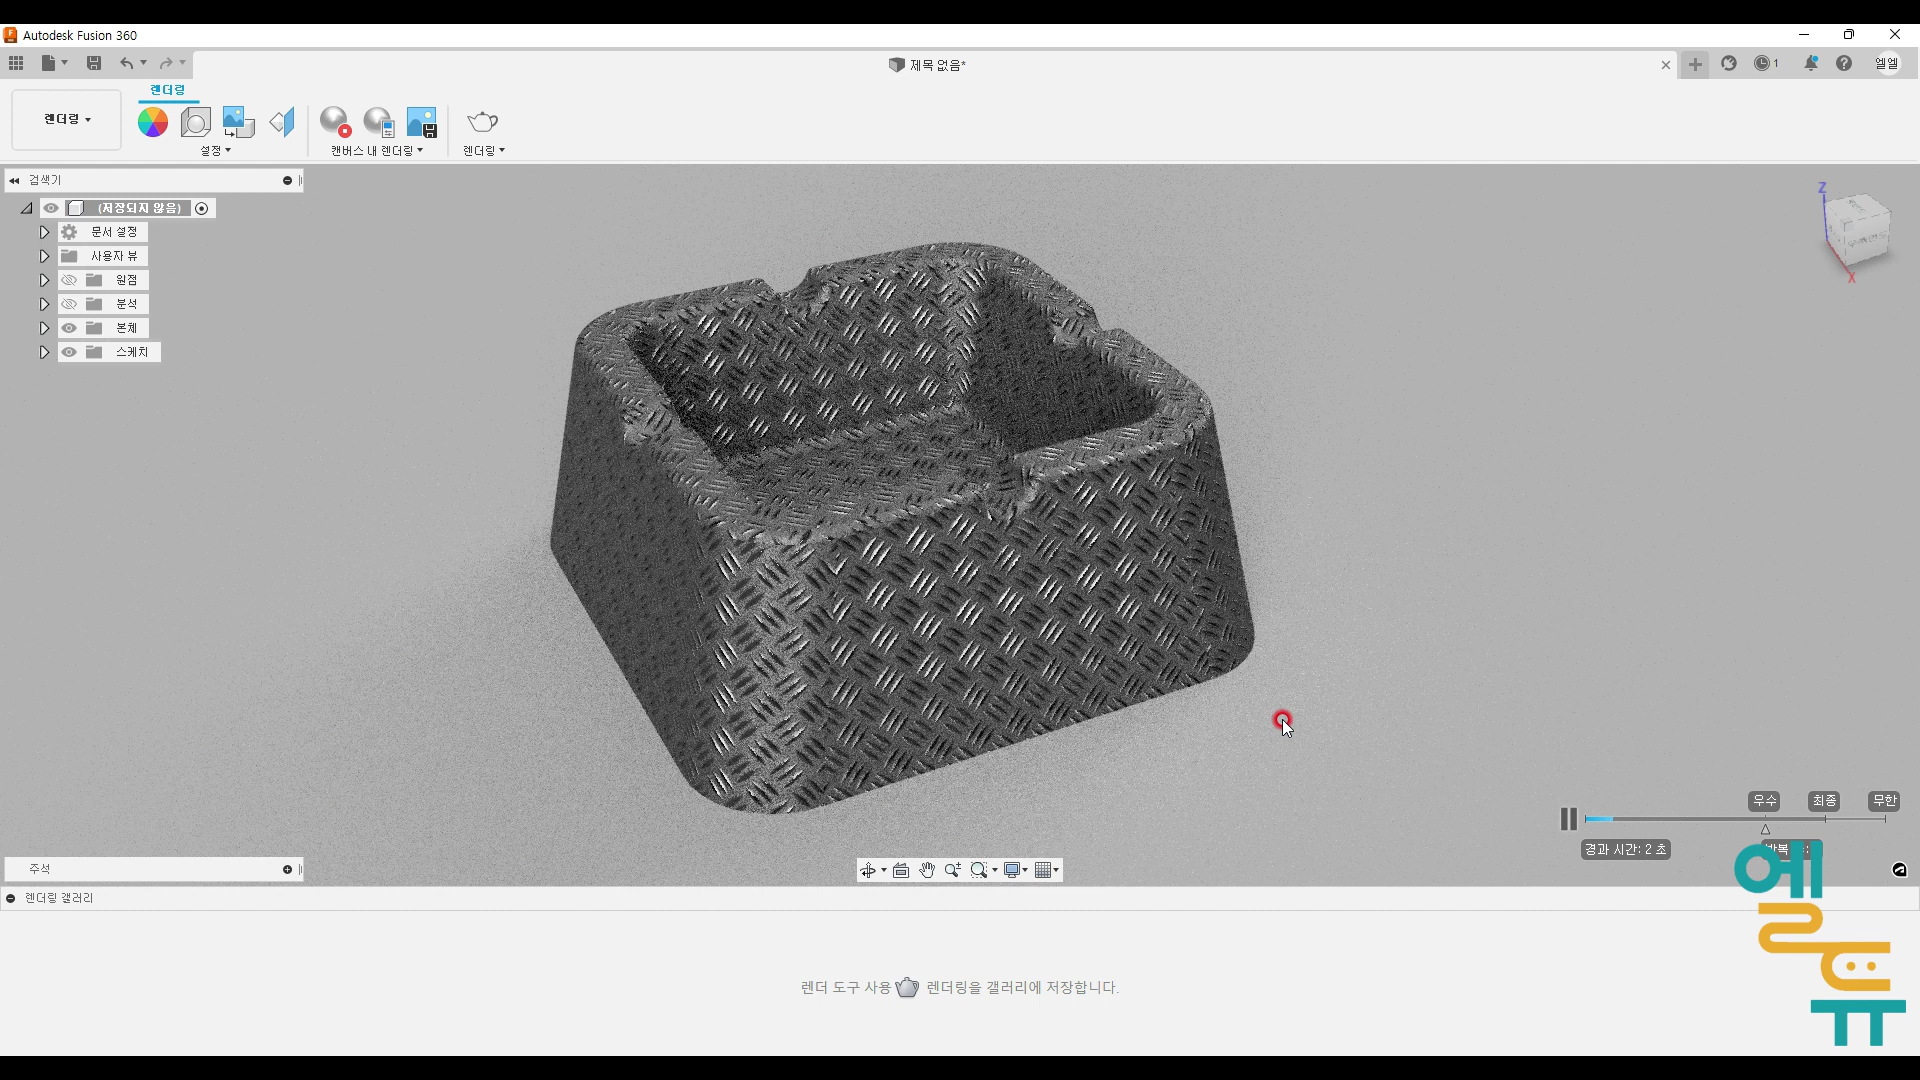 Autodesk Fusion 360
제목 없음*
1
엘엘
렌더링
렌더링
설정
캔버스 내 렌더링
렌더링
검색기
(저장되지 않음)
문서 설정
사용자 뷰
원점
분석
본체
스케치
Z
X
우수
최종
무한
경과 시간: 2 초
주석
렌더링 갤러리
렌더 도구 사용 렌더링을 갤러리에 저장합니다.